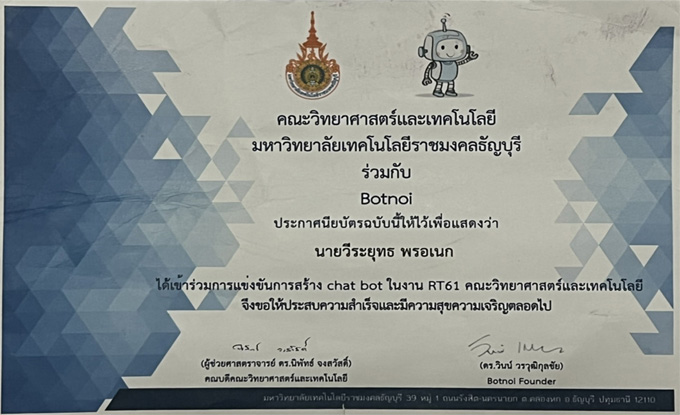 คณะวิทยาศาสตร์และเทคโนโลยี
มหาวิทยาลัยเทคโนโลยีราชมงคลธัญบุรี
ร่วมกับ
Botnoi
ประกาศนียบัตรฉบับนี้ให้ไว้เพื่อแสดงว่า
นายวีระยุทธ พรอเนก
ได้เข้าร่วมการแข่งขันการสร้าง chat bot ในงาน RT61 คณะวิทยาศาสตร์และเทคโนโลยี
จึงขอให้ประสบความสำเร็จและมีความสุขความเจริญตลอดไป
(ผู้ช่วยศาสตราจารย์ ดร.นิพัทธ์ จงสวัสดิ์)
คณบดีคณะวิทยาศาสตร์และเทคโนโลยี
(ดร.วินน์ วรวุฒิคุณชัย)
Botnoi Founder
มหาวิทยาลัยเทคโนโลยีราชมงคลธัญบุรี 39 หมู่ 1 ถนนรังสิต-นครนายก ต.คลองหก อ.ธัญบุรี ปทุมธานี 12110